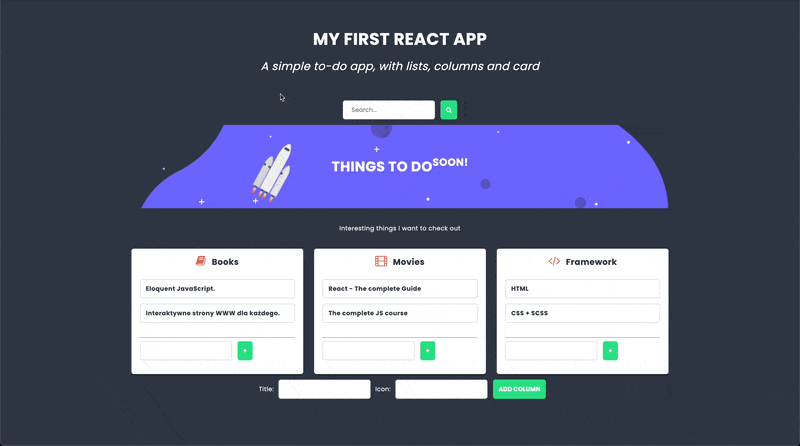 MY FIRST REACT APP
A simple to-do app, with lists, columns and card
Search...
THINGS TO DO SOON!
Interesting things I want to check out
Books
Eloquent JavaScript.
Interaktywne strony WWW dla każdego.
+
Movies
React - The complete Guide
The complete JS course
+
Framework
HTML
CSS + SCSS
+
Title:
Icon:
ADD COLUMN